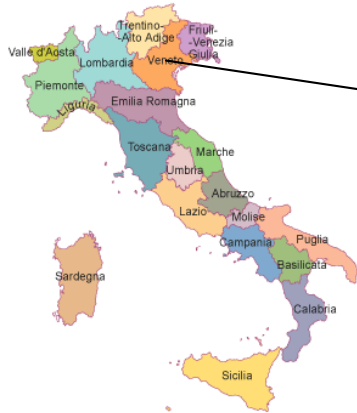 Trentino-
Alto Adige
Friuli-
-Venezia
Giulia
Valle d'Aosta
Lombardia
Veneto
Piemonte
Liguria
Emilia Romagna
Toscana
Marche
Umbria
Abruzzo
Lazio
Molise
Campania
Puglia
Basilicata
Sardegna
Calabria
Sicilia